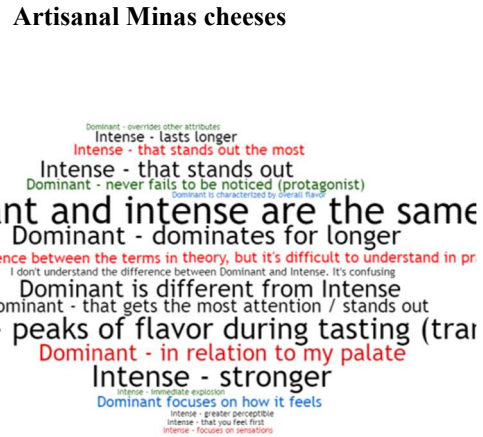 Artisanal Minas cheeses
Dominant - overrides other attributes
Intense - lasts longer
Intense - that stands out the most
Intense - that stands out
Dominant - never fails to be noticed (protagonist)
Dominant is characterized by overall flavor
nt and intense are the same
Dominant - dominates for longer
ence between the terms in theory, but it's difficult to understand in pr
I don't understand the difference between Dominant and Intense. It's confusing
Dominant is different from Intense
ominant - that gets the most attention / stands out
- peaks of flavor during tasting (tran
Dominant - in relation to my palate
Intense - stronger
Intense - immediate explosion
Dominant focuses on how it feels
Intense - greater perceptible
Intense - that you feel first
Intense - focuses on sensations